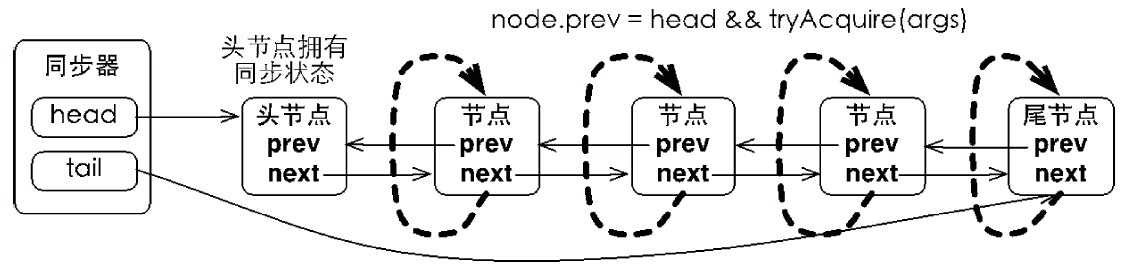 node.prev = head && tryAcquire(args)
同步器
head
tail
头节点拥有
同步状态
头节点
prev
next
节点
prev
next
节点
prev
next
节点
prev
next
尾节点
prev
next